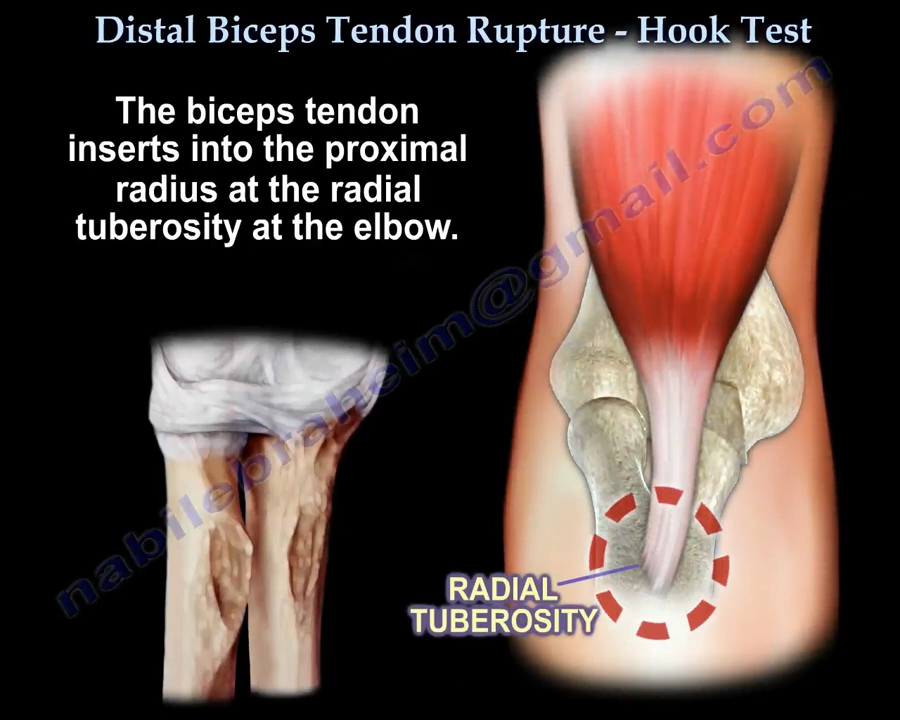 Distal Biceps Tendon Rupture - Hook Test
The biceps tendon
inserts into the proximal
radius at the radial
tuberosity at the elbow.
nabilebraheim@gmail.com
RADIAL
TUBEROSITY